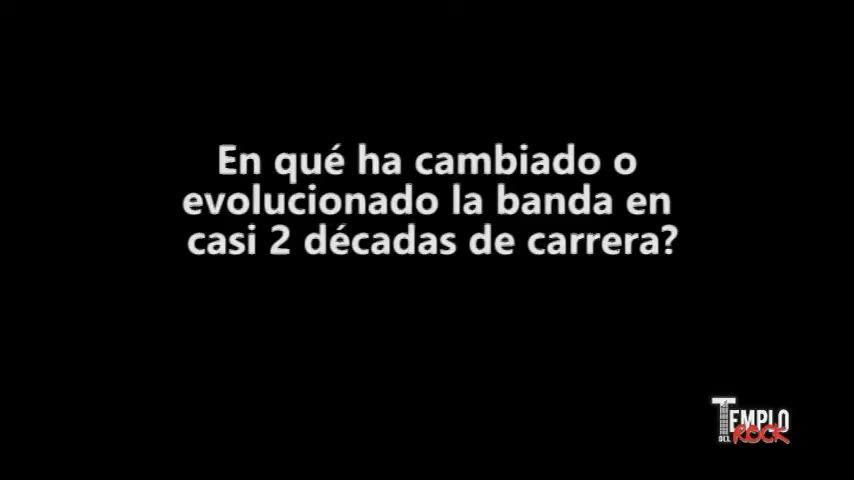 En qué ha cambiado o
evolucionado la banda en
casi 2 décadas de carrera?
TEMPLO
DEL ROCK